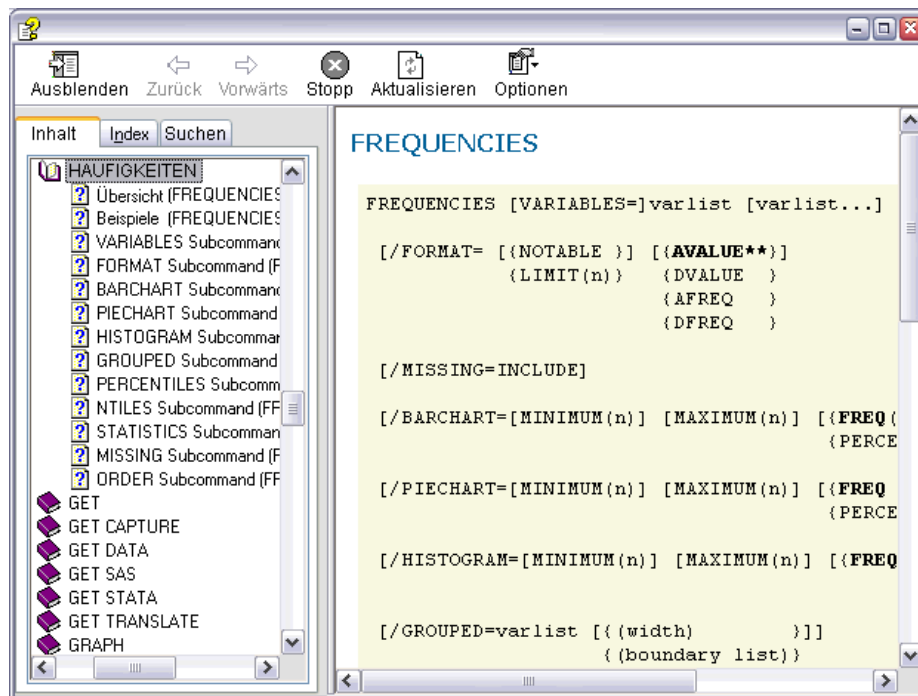 Ausblenden Zurück Vorwärts Stopp Aktualisieren Optionen
Inhalt Index Suchen
HÄUFIGKEITEN
Übersicht (FREQUENCIES
Beispiele (FREQUENCIES
VARIABLES Subcommand
FORMAT Subcommand (F
BARCHART Subcommand
PIECHART Subcommand
HISTOGRAM Subcommar
GROUPED Subcommand
PERCENTILES Subcomm
NTILES Subcommand (FF
STATISTICS Subcomman
MISSING Subcommand (F
ORDER Subcommand (FF
GET
GET CAPTURE
GET DATA
GET SAS
GET STATA
GET TRANSLATE
GRAPH
FREQUENCIES
FREQUENCIES [VARIABLES=]varlist [varlist...]
[/FORMAT= [{NOTABLE }] [{AVALUE**}]
{LIMIT(n)} {DVALUE }
{AFREQ }
{DFREQ }
[/MISSING=INCLUDE]
[/BARCHART=[MINIMUM(n)] [MAXIMUM(n)] [{FREQ(
{PERCE
[/PIECHART=[MINIMUM(n)] [MAXIMUM(n)] [{FREQ
{PERCE
[/HISTOGRAM=[MINIMUM(n)] [MAXIMUM(n)] [{FREQ
[/GROUPED=varlist [{(width) }]]
{(boundary list)}